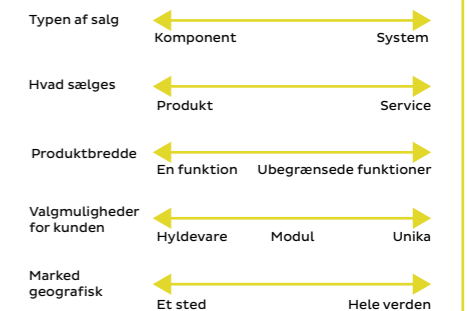 Typen af salg
Komponent System
Hvad sælges
Produkt Service
Produktbredde
En funktion Ubegrænsede funktioner
Valgmuligheder
for kunden
Hyldevare Modul Unika
Marked
geografisk
Et sted Hele verden